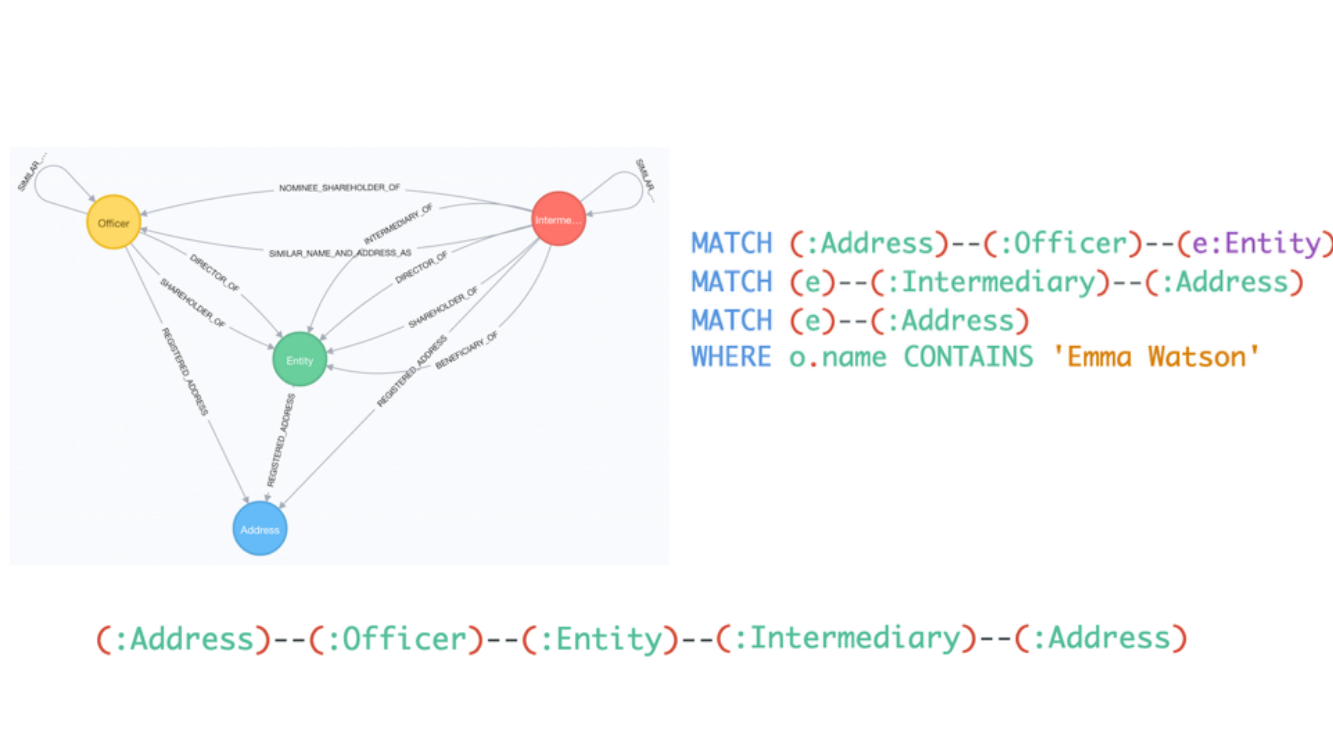 SIMILAR_...
SIMILAR_...
NOMINEE_SHAREHOLDER_OF
Officer
Interme...
INTERMEDIARY_OF
SIMILAR_NAME_AND_ADDRESS_AS
DIRECTOR_OF
DIRECTOR_OF
SHAREHOLDER_OF
SHAREHOLDER_OF
Entity
REGISTERED_ADDRESS
REGISTERED_ADDRESS
BENEFICIARY_OF
REGISTERED_ADDRESS
Address
MATCH (:Address)--(:Officer)--(e:Entity)
MATCH (e)--(:Intermediary)--(:Address)
MATCH (e)--(:Address)
WHERE o.name CONTAINS 'Emma Watson'
(:Address)--(:Officer)--(:Entity)--(:Intermediary)--(:Address)